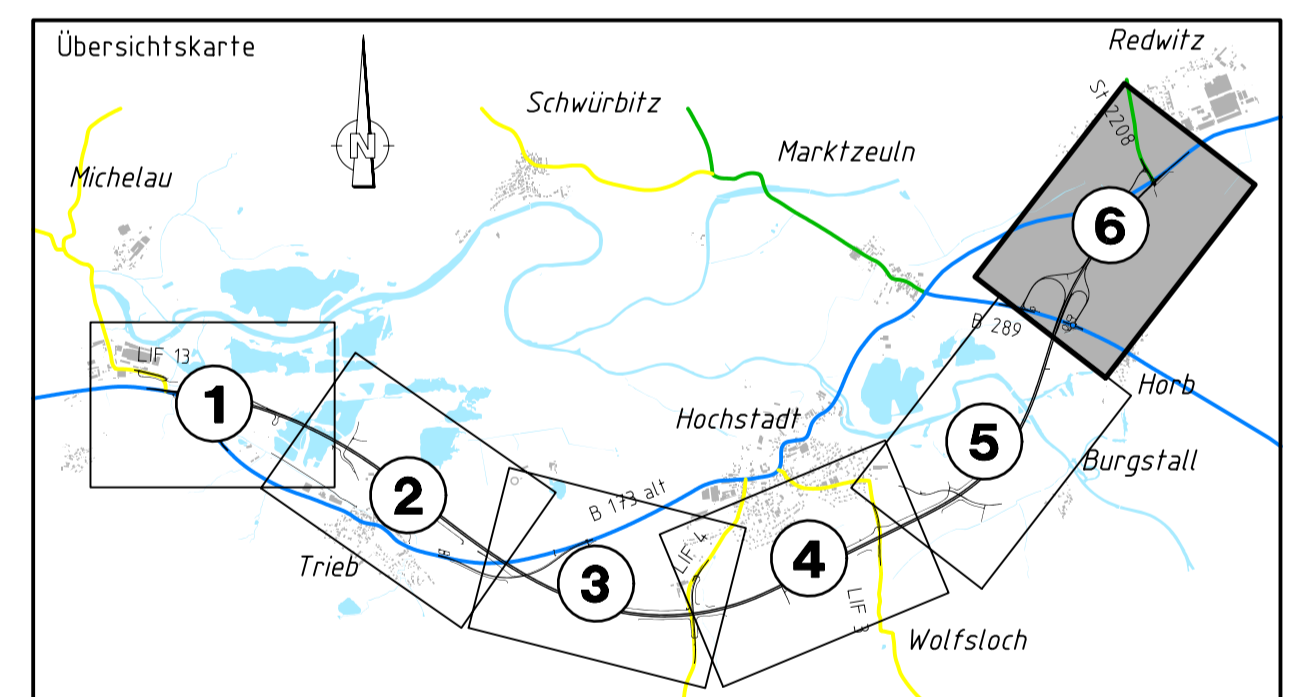 Übersichtskarte
Redwitz
N
Schwürbitz
St 2208
Marktzeuln
Michelau
6
B 289
LIF 13
Horb
1
Hochstadt
5
Burgstall
2
B 173 alt
4
Trieb
3
LIF 4
LIF 3
Wolfsloch